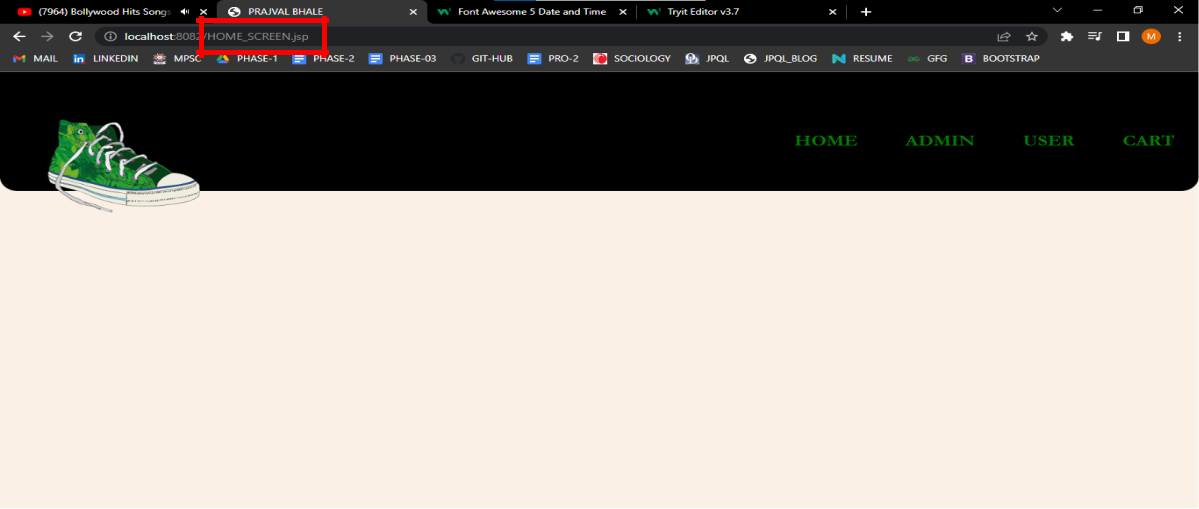 (7964) Bollywood Hits Songs PRAJVAL BHALE Font Awesome 5 Date and Time Tryit Editor v3.7
localhost:8082/HOME_SCREEN.jsp M
MAIL LINKEDIN MPSC PHASE-1 PHASE-2 PHASE-03 GIT-HUB PRO-2 SOCIOLOGY JPQL JPQL_BLOG RESUME GFG B BOOTSTRAP
HOME ADMIN USER CART